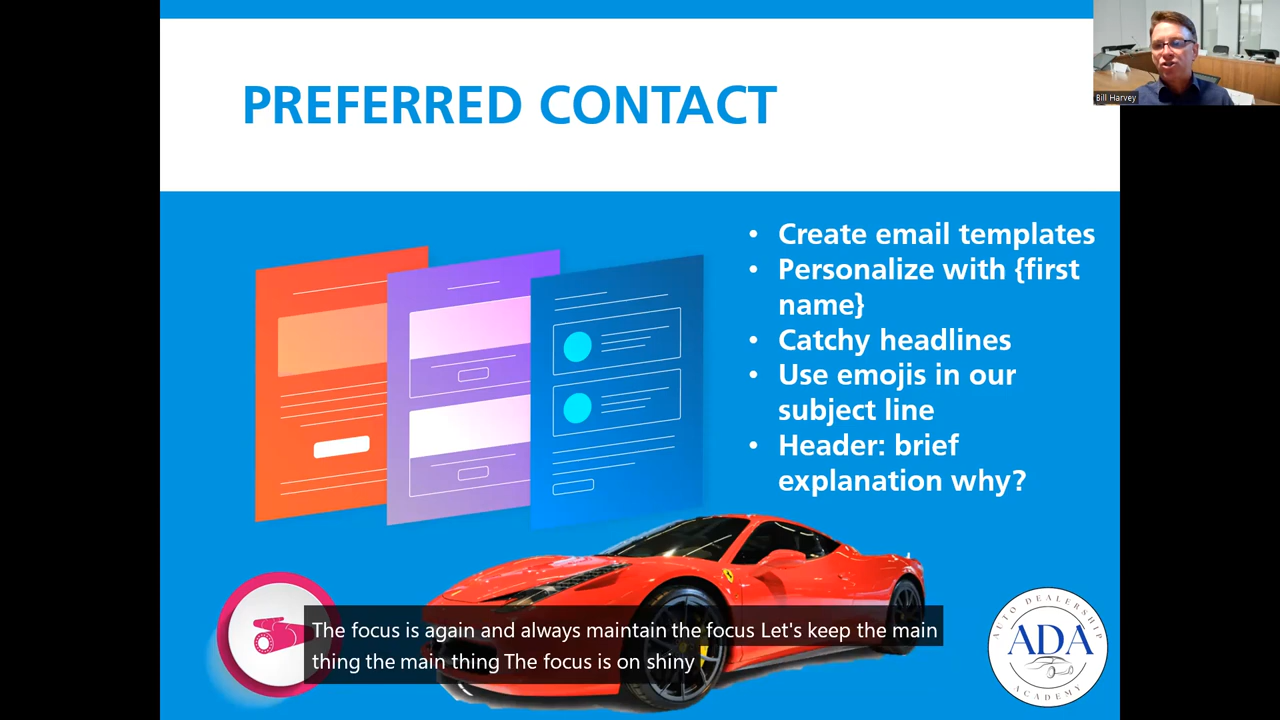 Bill Harvey
PREFERRED CONTACT
• Create email templates
• Personalize with {first
name}
• Catchy headlines
• Use emojis in our
subject line
• Header: brief
explanation why?
The focus is again and always maintain the focus Let's keep the main
thing the main thing The focus is on shiny
AUTO DEALERSHIP
ADA
ACADEMY